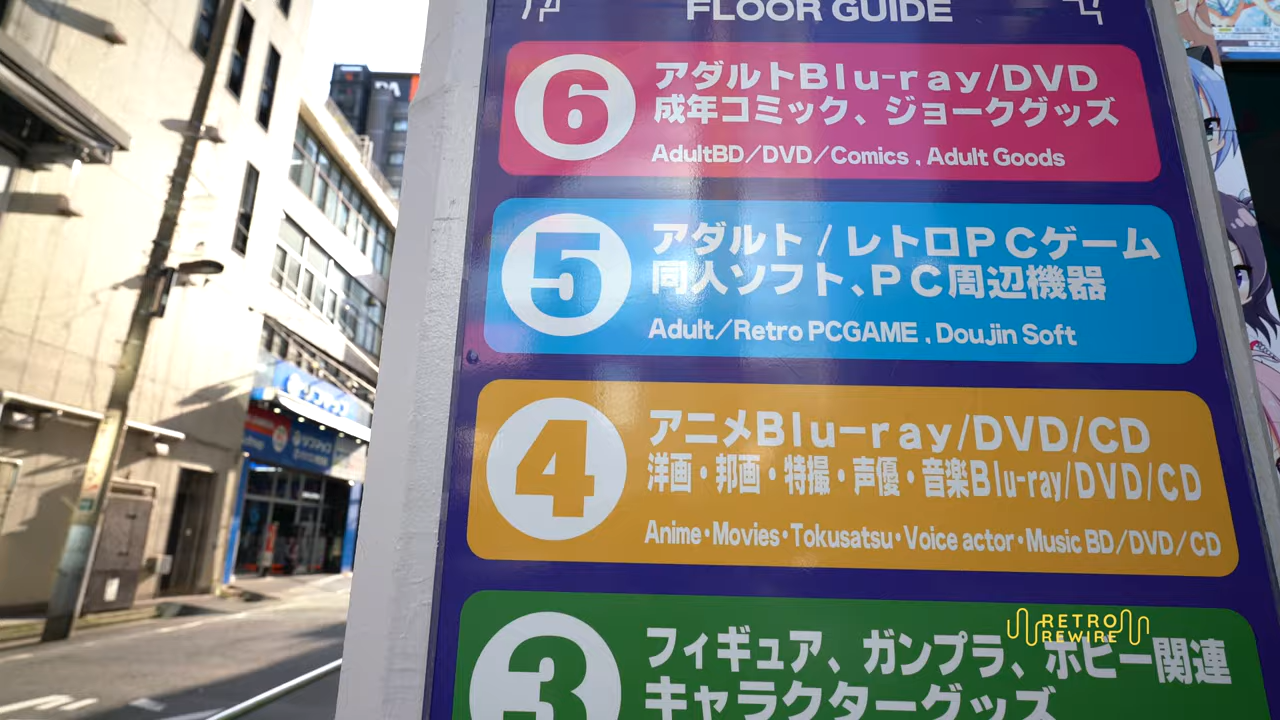 FLOOR GUIDE
6
アダルトBlu-ray/DVD
成年コミック、ジョークグッズ
AdultBD/DVD/Comics , Adult Goods
5
アダルト/レトロPCゲーム
同人ソフト、PC周辺機器
Adult/Retro PCGAME , DouJin Soft
4
アニメBlu-ray/DVD/CD
洋画・邦画・特撮・声優・音楽Blu-ray/DVD/CD
Anime・Movies・Tokusatsu・Voice actor・Music BD/DVD/CD
3
フィギュア、ガンプラ、ホビー関連
キャラクターグッズ
RETRO
REWIRE